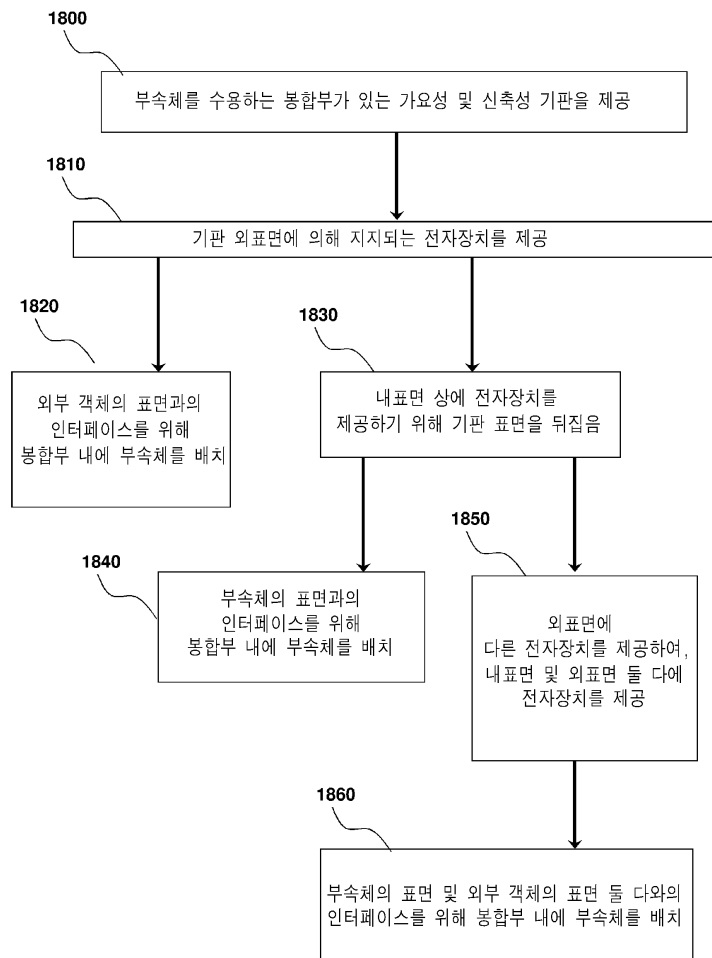 1800
부속체를 수용하는 봉합부가 있는 가요성 및 신축성 기판을 제공
1810
기판 외표면에 의해 지지되는 전자장치를 제공
1820
외부 객체의 표면과의
인터페이스를 위해
봉합부 내에 부속체를 배치
1830
내표면 상에 전자장치를
제공하기 위해 기판 표면을 뒤집음
1840
부속체의 표면과의
인터페이스를 위해
봉합부 내에 부속체를 배치
1850
외표면에
다른 전자장치를 제공하여,
내표면 및 외표면 둘 다에
전자장치를 제공
1860
부속체의 표면 및 외부 객체의 표면 둘 다와의
인터페이스를 위해 봉합부 내에 부속체를 배치